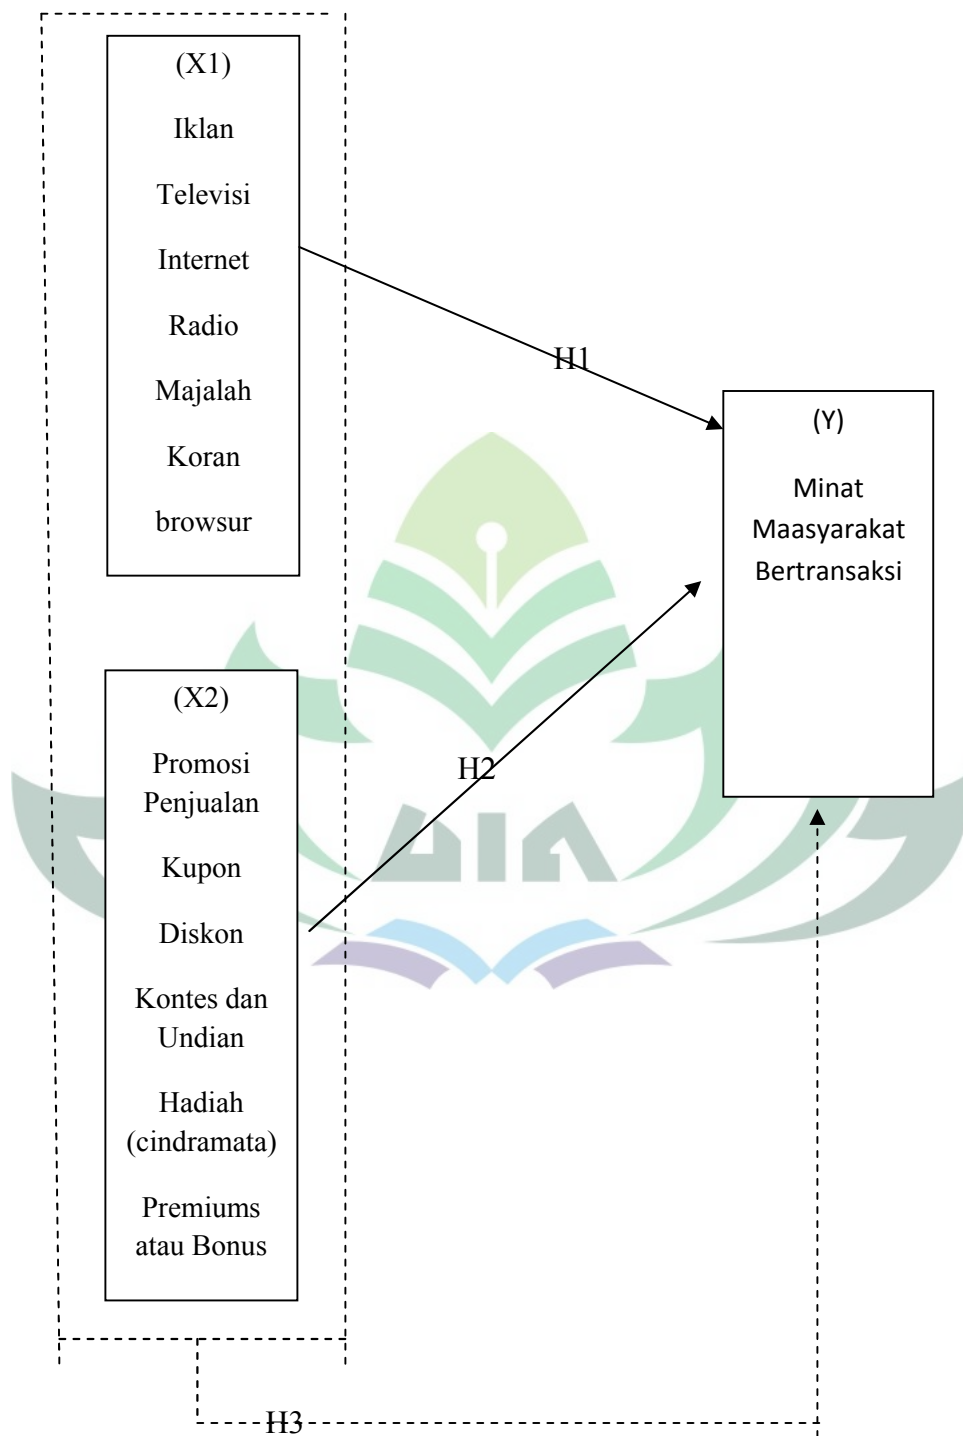 (X1)
Iklan
Televisi
Internet
Radio
Majalah
Koran
browsur
H1
(Y)
Minat
Maasyarakat
Bertransaksi
(X2)
Promosi
Penjualan
Kupon
Diskon
Kontes dan
Undian
Hadiah
(cindramata)
Premiums
atau Bonus
H2
H3